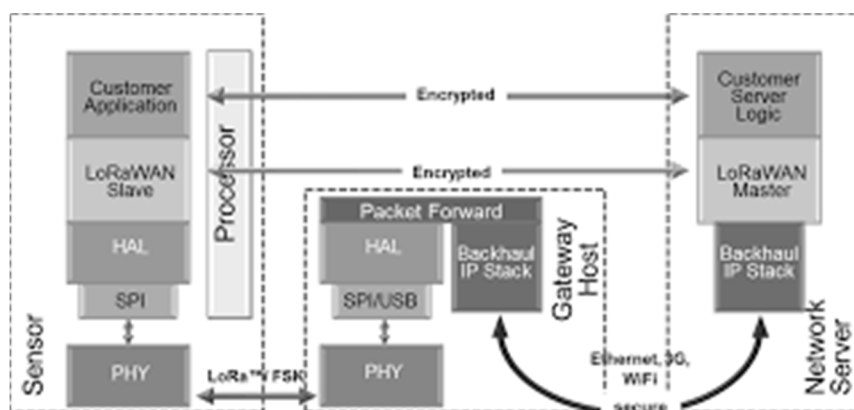 Sensor
Customer
Application
LoRaWAN
Slave
HAL
SPI
PHY
Processor
Encrypted
Encrypted
LoRa™/ FSK
Packet Forward
HAL
SPI/USB
PHY
Backhaul
IP Stack
Gateway
Host
Ethernet, 3G,
WiFi
secure
Customer
Server
Logic
LoRaWAN
Master
Backhaul
IP Stack
Network
Server